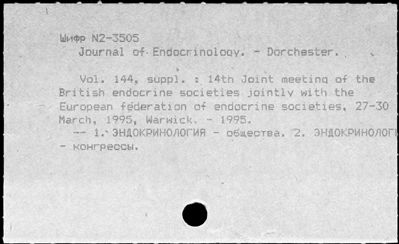 Шифр N2-3505
Journal of Endocrinology. - Dorchester.
Vol. 144, suppl. : 14th Joint meeting of the
British endocrine societies jointly with the
European federation of endocrine societies, 27-30
March, 1995, Warwick. - 1995.
-- 1. ЭНДОКРИНОЛОГИЯ - общества. 2. ЭНДОКРИНОЛОГИ
- конгрессы.